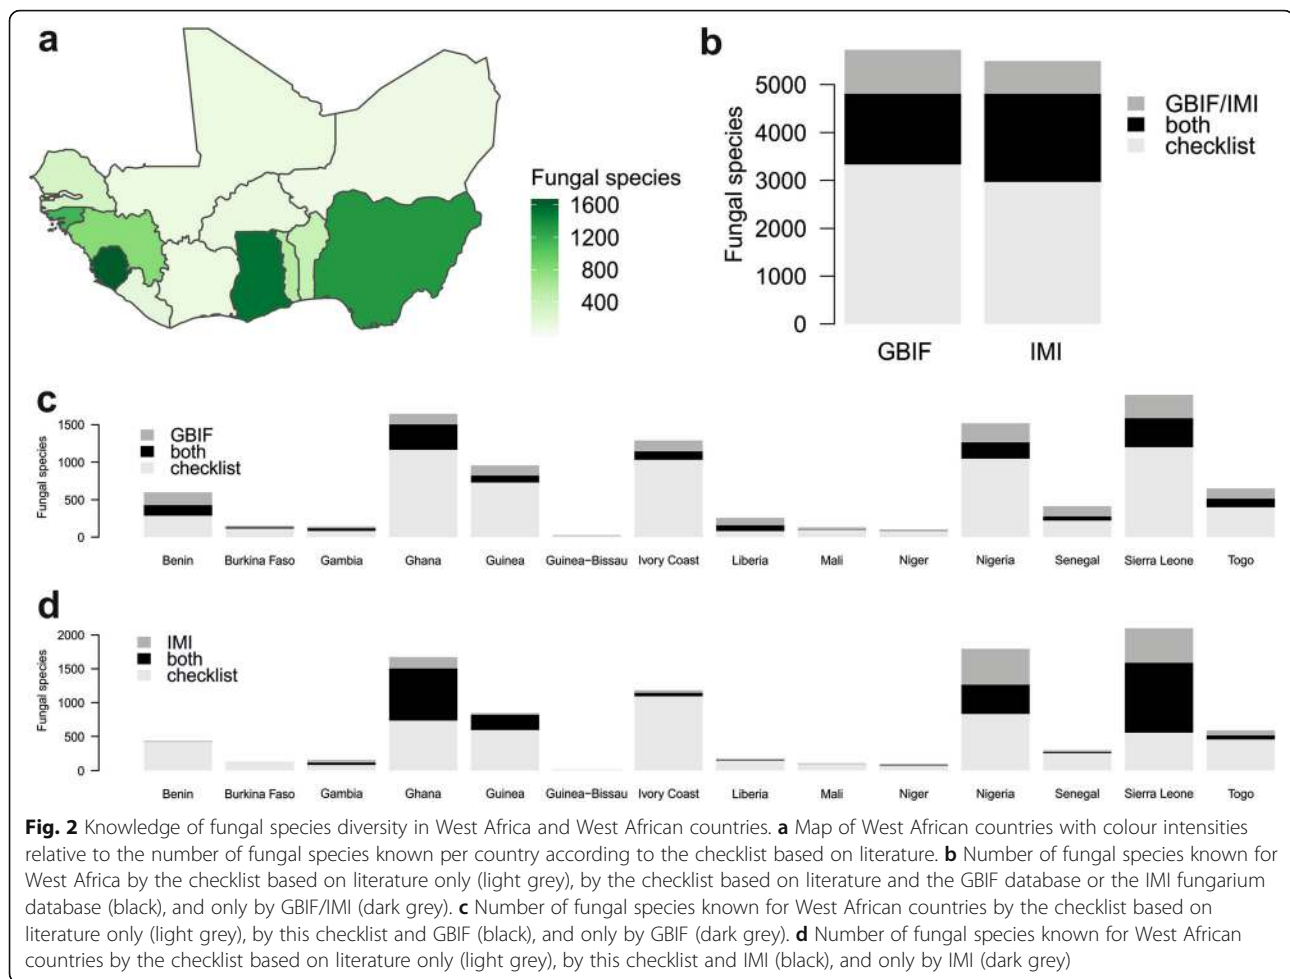 a
Fungal species
1600
1200
800
400
b
Fungal species
5000
4000
3000
2000
1000
0
GBIF
IMI
GBIF/IMI
both
checklist
c
Fungal species
1500
1000
500
0
GBIF
both
checklist
Benin Burkina Faso Gambia Ghana Guinea Guinea−Bissau Ivory Coast Liberia Mali Niger Nigeria Senegal Sierra Leone Togo
d
Fungal species
2000
1500
1000
500
0
IMI
both
checklist
Benin Burkina Faso Gambia Ghana Guinea Guinea−Bissau Ivory Coast Liberia Mali Niger Nigeria Senegal Sierra Leone Togo
Fig. 2 Knowledge of fungal species diversity in West Africa and West African countries. a Map of West African countries with colour intensities
relative to the number of fungal species known per country according to the checklist based on literature. b Number of fungal species known for
West Africa by the checklist based on literature only (light grey), by the checklist based on literature and the GBIF database or the IMI fungarium
database (black), and only by GBIF/IMI (dark grey). c Number of fungal species known for West African countries by the checklist based on
literature only (light grey), by this checklist and GBIF (black), and only by GBIF (dark grey). d Number of fungal species known for West African
countries by the checklist based on literature only (light grey), by this checklist and IMI (black), and only by IMI (dark grey)